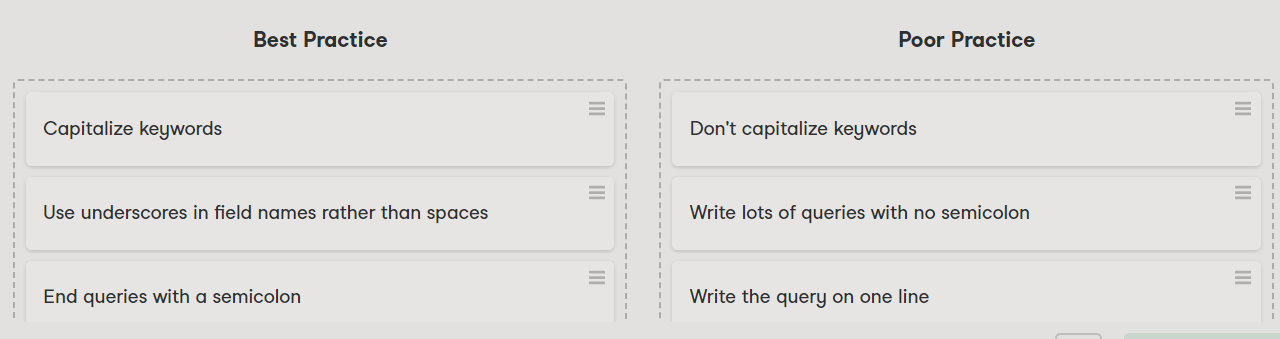 Best Practice
Capitalize keywords
Use underscores in field names rather than spaces
End queries with a semicolon
Poor Practice
Don't capitalize keywords
Write lots of queries with no semicolon
Write the query on one line